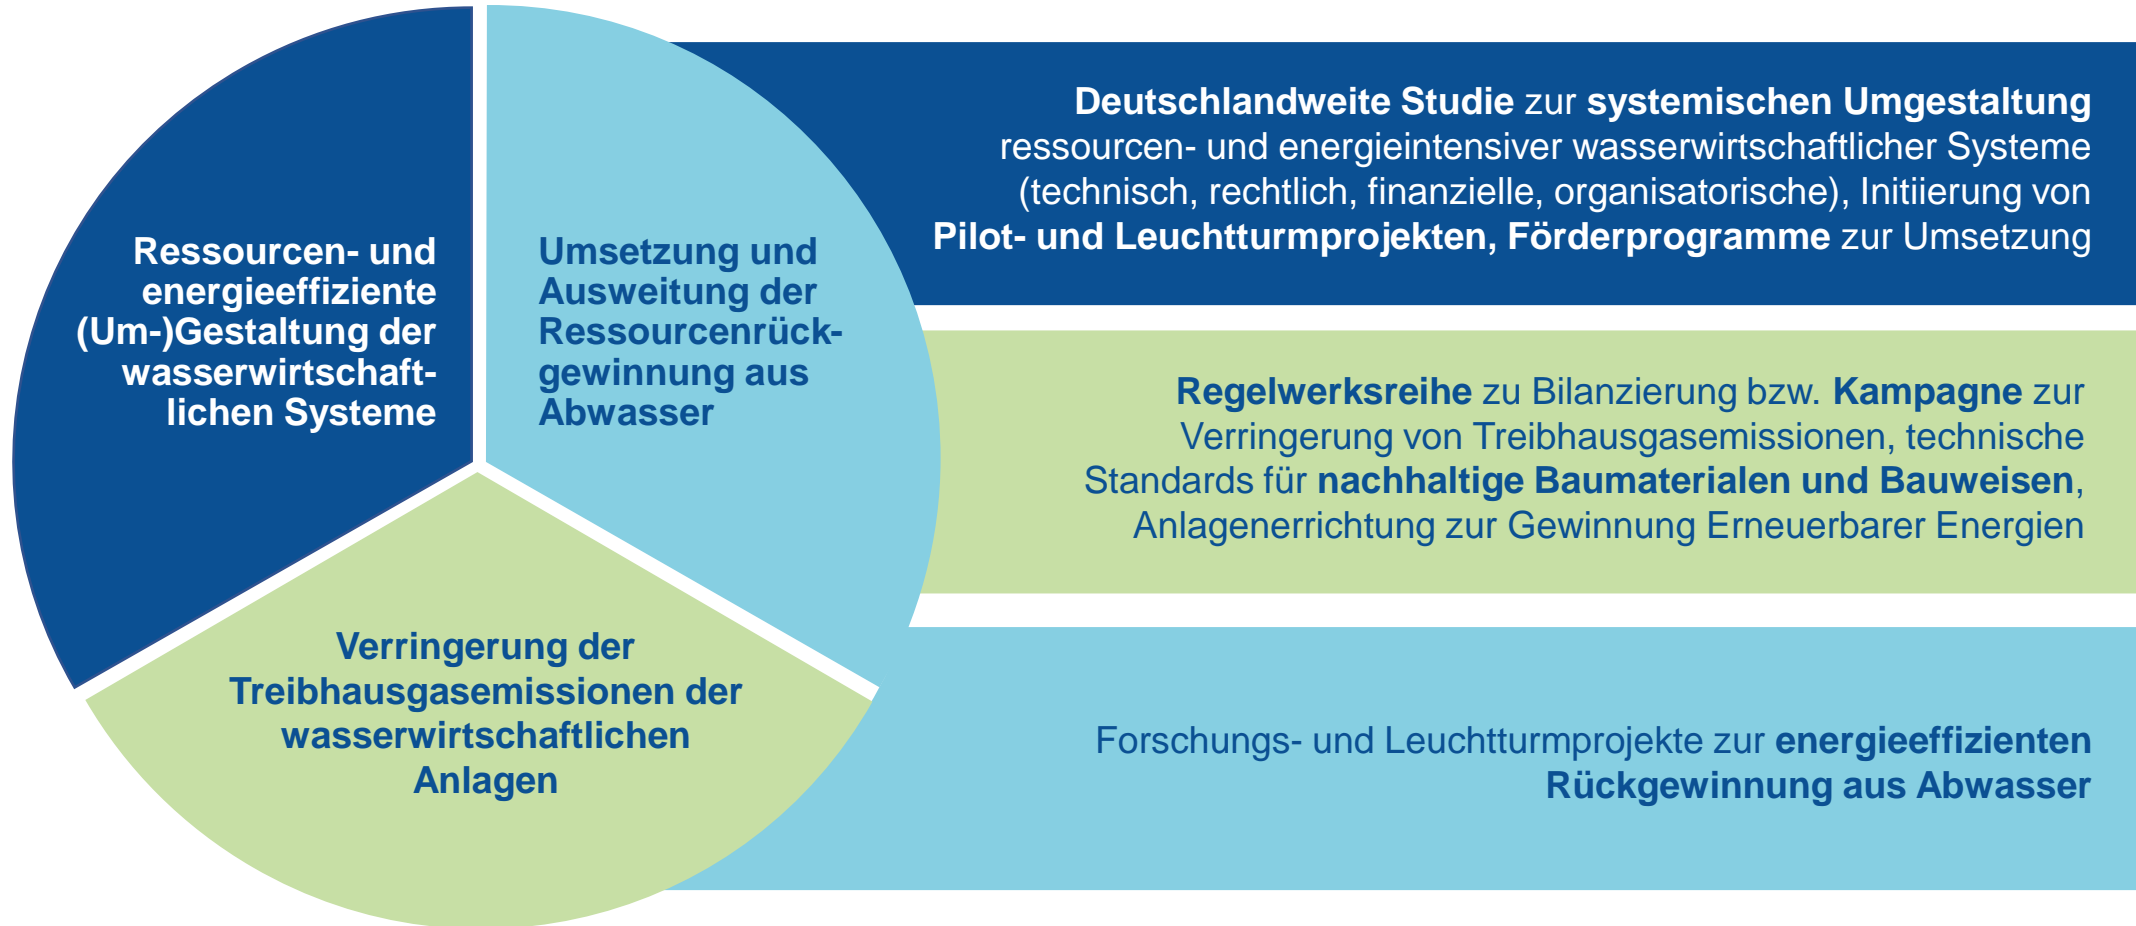 Ressourcen- und
energieeffiziente
(Um-)Gestaltung der
wasserwirtschaft-
lichen Systeme
Umsetzung und
Ausweitung der
Ressourcenrück-
gewinnung aus
Abwasser
Verringerung der
Treibhausgasemissionen der
wasserwirtschaftlichen
Anlagen
Deutschlandweite Studie zur systemischen Umgestaltung
ressourcen- und energieintensiver wasserwirtschaftlicher Systeme
(technisch, rechtlich, finanzielle, organisatorische), Initiierung von
Pilot- und Leuchtturmprojekten, Förderprogramme zur Umsetzung
Regelwerksreihe zu Bilanzierung bzw. Kampagne zur
Verringerung von Treibhausgasemissionen, technische
Standards für nachhaltige Baumaterialen und Bauweisen,
Anlagenerrichtung zur Gewinnung Erneuerbarer Energien
Forschungs- und Leuchtturmprojekte zur energieeffizienten
Rückgewinnung aus Abwasser